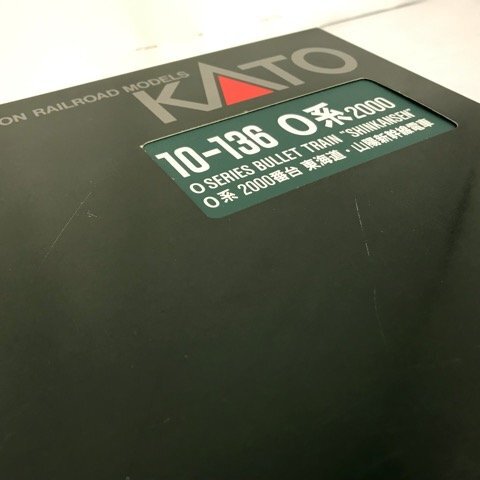 ON RAILROAD MODELS
KATO
10-136 0系2000
0 SERIES BULLET TRAIN "SHINKANSEN"
0系 2000番台 東海道・山陽新幹線電車